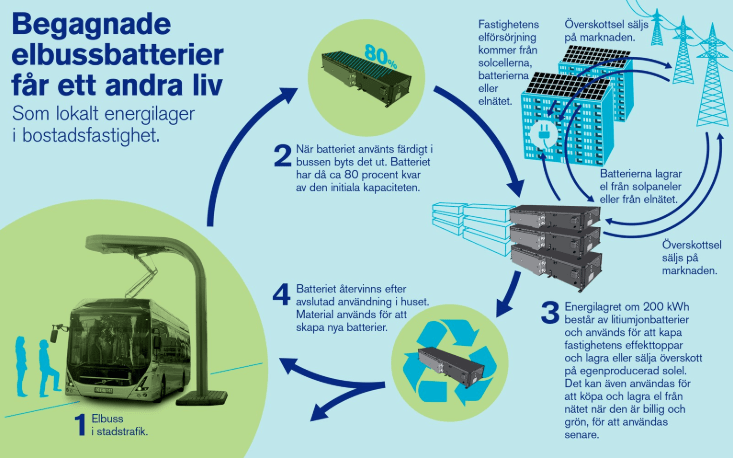 Begagnade
elbussbatterier
får ett andra liv
Som lokalt energilager
i bostadsfastighet.
1 Elbuss
i stadstrafik.
80%
2 När batteriet använts färdigt i
bussen byts det ut. Batteriet
har då ca 80 procent kvar
av den initiala kapaciteten.
Fastighetens
elförsörjning
kommer från
solcellerna,
batterierna
eller
elnätet.
Överskottsel säljs
på marknaden.
Batterierna lagrar
el från solpaneler
eller från elnätet.
Överskottsel
säljs på
marknaden.
3 Energilagret om 200 kWh
består av litiumjonbatterier
och används för att kapa
fastighetens effekttoppar
och lagra eller sälja överskott
på egenproducerad solel.
Det kan även användas för
att köpa och lagra el från
nätet när den är billig och
grön, för att användas
senare.
4 Batteriet återvinns efter
avslutad användning i huset.
Material används för att
skapa nya batterier.